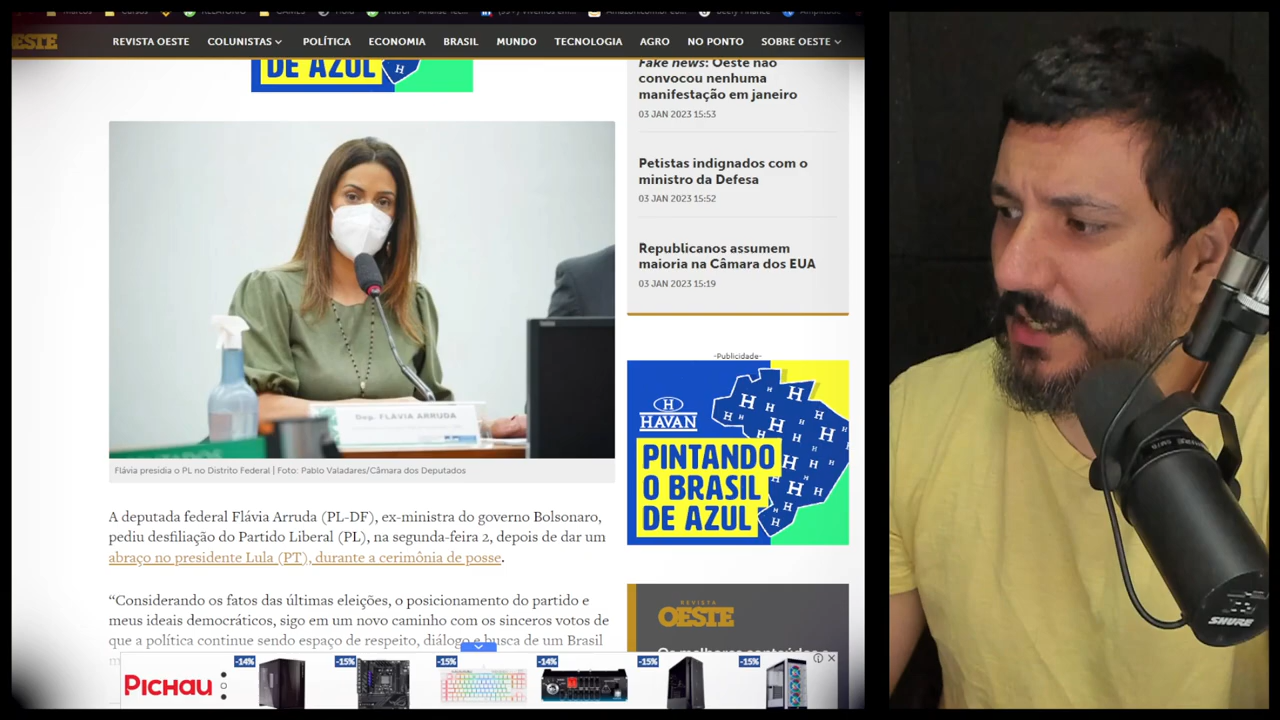 OESTE
REVISTA OESTE
COLUNISTAS
POLÍTICA
ECONOMIA
BRASIL
MUNDO
TECNOLOGIA
AGRO
NO PONTO
SOBRE OESTE
DE AZUL
H
Flávia presidia o PL no Distrito Federal | Foto: Pablo Valadares/Câmara dos Deputados
Dep. FLÁVIA ARRUDA
A deputada federal Flávia Arruda (PL-DF), ex-ministra do governo Bolsonaro,
pediu desfiliação do Partido Liberal (PL), na segunda-feira 2, depois de dar um
abraço no presidente Lula (PT), durante a cerimônia de posse.
“Considerando os fatos das últimas eleições, o posicionamento do partido e
meus ideais democráticos, sigo em um novo caminho com os sinceros votos de
que a política continue sendo espaço de respeito, diálogo e busca de um Brasil
Fake news: Oeste não
convocou nenhuma
manifestação em janeiro
03 JAN 2023 15:53
Petistas indignados com o
ministro da Defesa
03 JAN 2023 15:52
Republicanos assumem
maioria na Câmara dos EUA
03 JAN 2023 15:19
-Publicidade-
H
HAVAN
PINTANDO
O BRASIL
DE AZUL
REVISTA
OESTE
PICHAU
-14%
-15%
-15%
-14%
-15%
-15%
SHURE